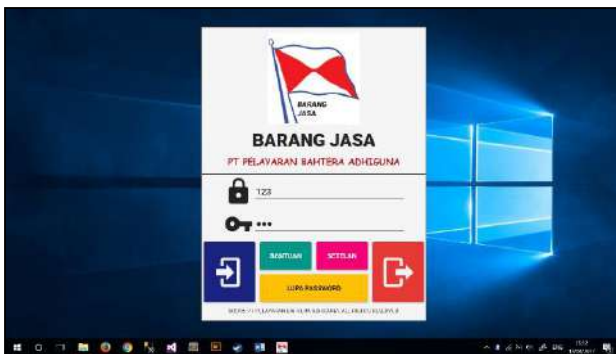 BARANG
JASA
BARANG JASA
PT PELAYARAN BAHTERA ADHIGUNA
123
•••
BANTUAN
SETELAN
LUPA PASSWORD